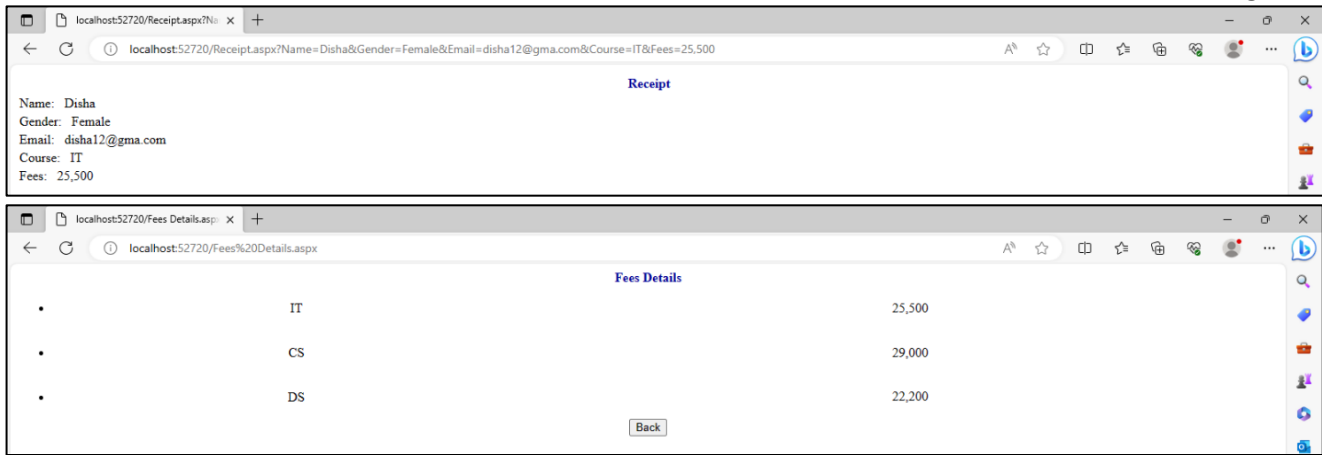 localhost:52720/Receipt.aspx?Na
localhost:52720/Receipt.aspx?Name=Disha&Gender=Female&Email=disha12@gma.com&Course=IT&Fees=25,500
Receipt
Name: Disha
Gender: Female
Email: disha12@gma.com
Course: IT
Fees: 25,500
localhost:52720/Fees Details.asp
localhost:52720/Fees%20Details.aspx
Fees Details
• IT 25,500
• CS 29,000
• DS 22,200
Back